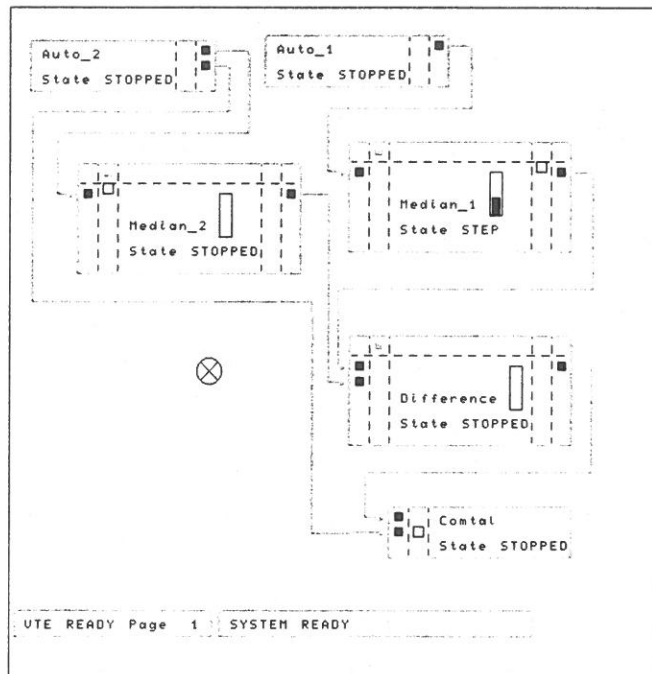 Auto_2
State STOPPED
Auto_1
State STOPPED
Median_2
State STOPPED
Median_1
State STEP
Difference
State STOPPED
Comtal
State STOPPED
VTE READY Page 1 SYSTEM READY